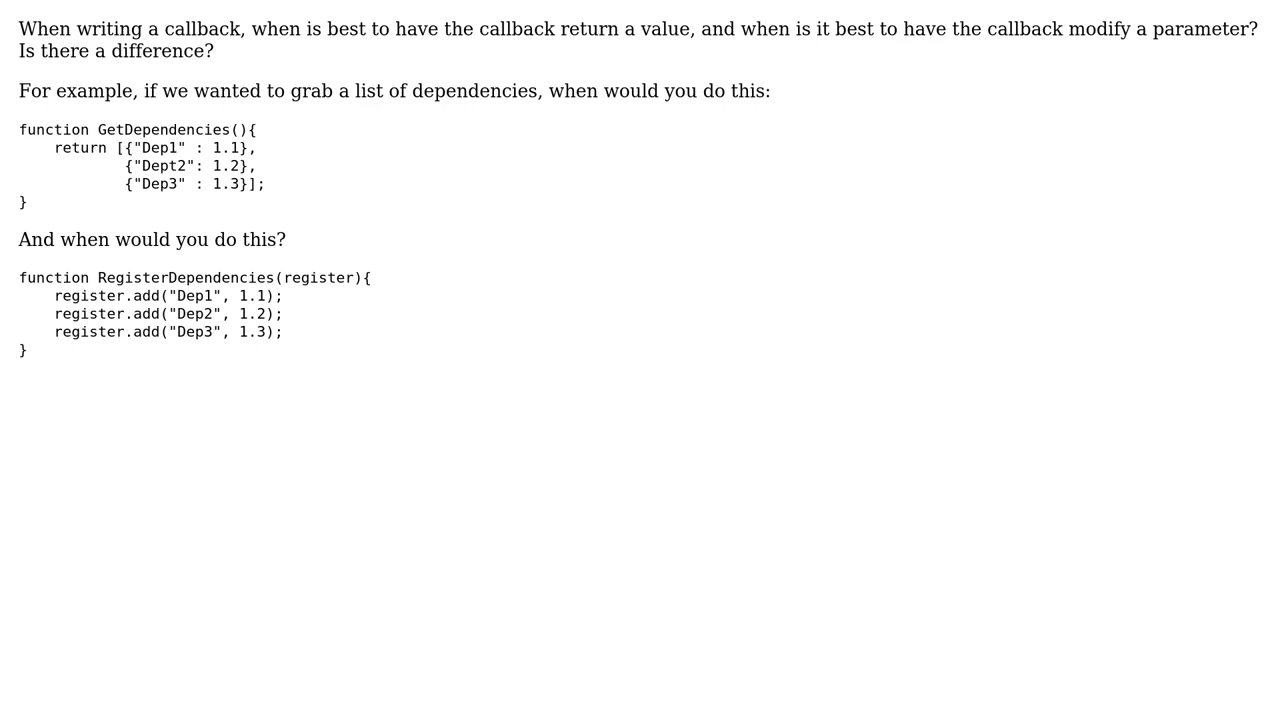 When writing a callback, when is best to have the callback return a value, and when is it best to have the callback modify a parameter?
Is there a difference?
For example, if we wanted to grab a list of dependencies, when would you do this:
function GetDependencies(){
    return [{"Dep1" : 1.1},
            {"Dept2": 1.2},
            {"Dep3" : 1.3}];
}
And when would you do this?
function RegisterDependencies(register){
    register.add("Dep1", 1.1);
    register.add("Dep2", 1.2);
    register.add("Dep3", 1.3);
}